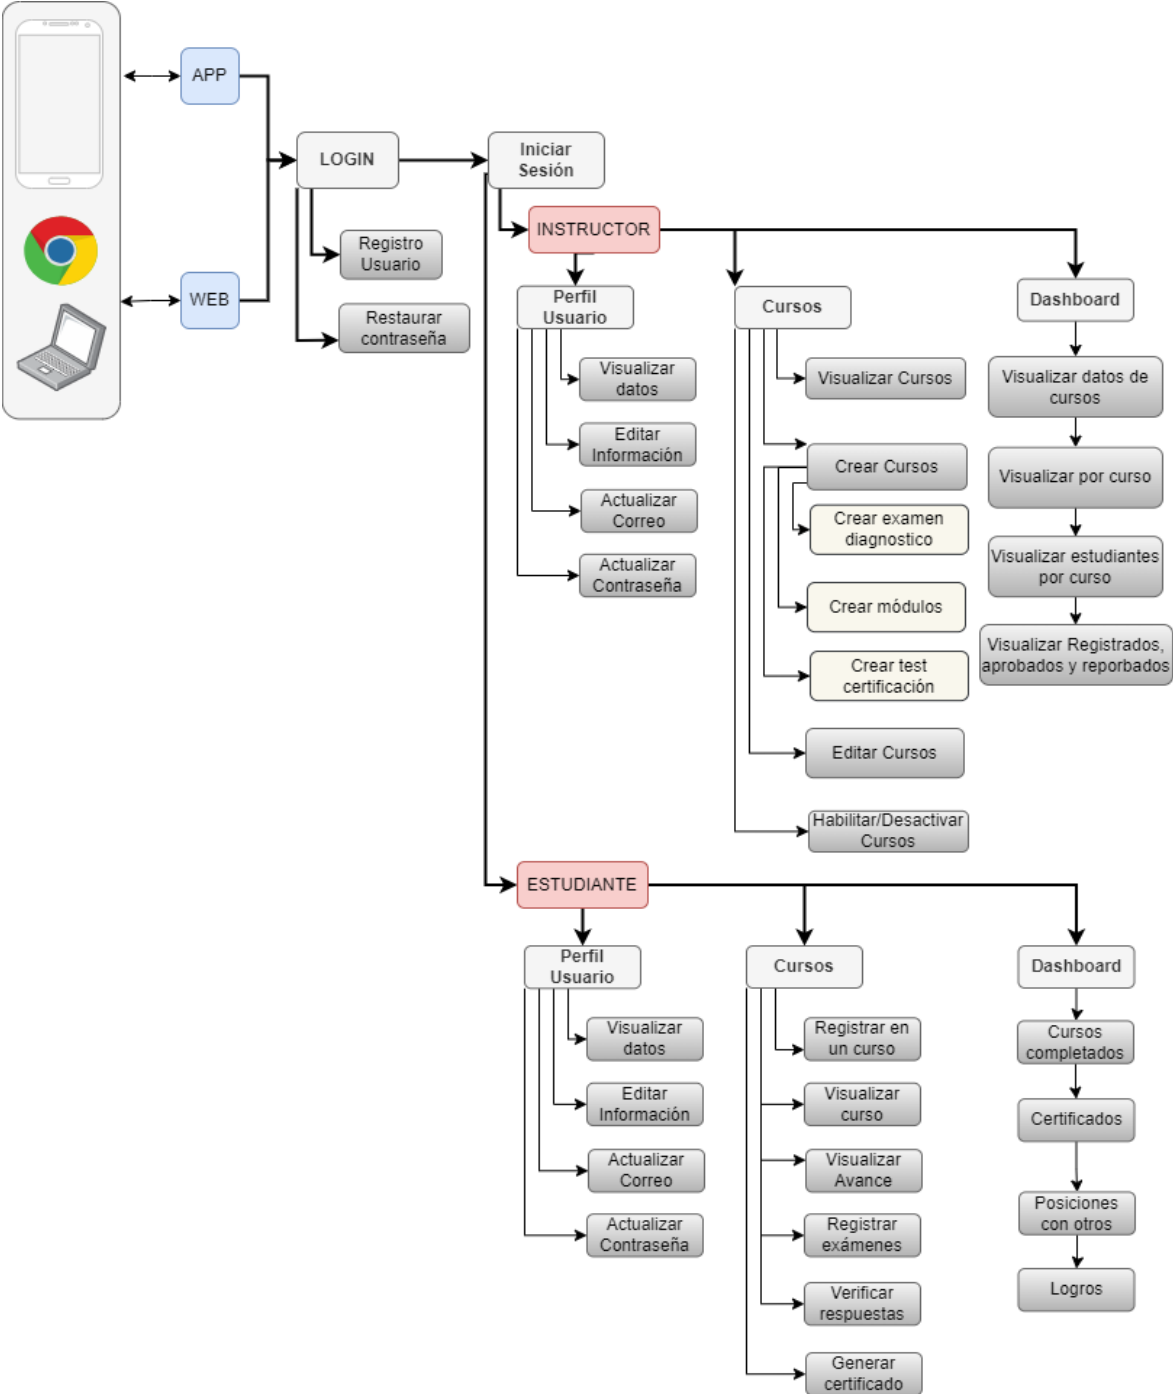 APP
WEB
LOGIN
Registro
Usuario
Restaurar
contraseña
Iniciar
Sesión
INSTRUCTOR
Perfil
Usuario
Visualizar
datos
Editar
Información
Actualizar
Correo
Actualizar
Contraseña
Cursos
Visualizar Cursos
Crear Cursos
Crear examen
diagnostico
Crear módulos
Crear test
certificación
Editar Cursos
Habilitar/Desactivar
Cursos
Dashboard
Visualizar datos de
cursos
Visualizar por curso
Visualizar estudiantes
por curso
Visualizar Registrados,
aprobados y reporbados
ESTUDIANTE
Perfil
Usuario
Visualizar
datos
Editar
Información
Actualizar
Correo
Actualizar
Contraseña
Cursos
Registrar en
un curso
Visualizar
curso
Visualizar
Avance
Registrar
exámenes
Verificar
respuestas
Generar
certificado
Dashboard
Cursos
completados
Certificados
Posiciones
con otros
Logros